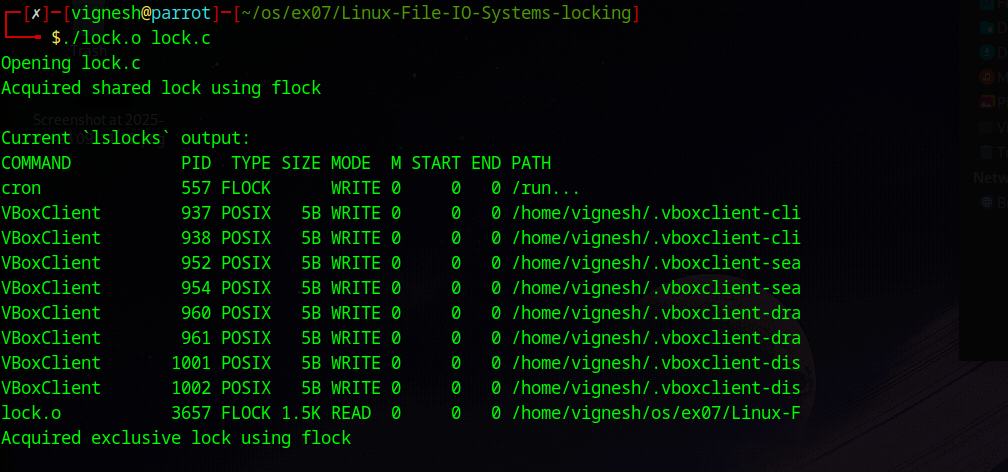 ┌─[✗]─[vignesh@parrot]─[~/os/ex07/Linux-File-IO-Systems-locking]
└──╼ $./lock.o lock.c
Opening lock.c
Acquired shared lock using flock
Screenshot at 2025-
Current `lslocks` output:
COMMAND           PID  TYPE SIZE MODE  M START  END PATH
cron              557 FLOCK      WRITE 0     0    0 /run...
VBoxClient        937 POSIX   5B WRITE 0     0    0 /home/vignesh/.vboxclient-cli
VBoxClient        938 POSIX   5B WRITE 0     0    0 /home/vignesh/.vboxclient-cli
VBoxClient        952 POSIX   5B WRITE 0     0    0 /home/vignesh/.vboxclient-sea
VBoxClient        954 POSIX   5B WRITE 0     0    0 /home/vignesh/.vboxclient-sea
VBoxClient        960 POSIX   5B WRITE 0     0    0 /home/vignesh/.vboxclient-dra
VBoxClient        961 POSIX   5B WRITE 0     0    0 /home/vignesh/.vboxclient-dra
VBoxClient       1001 POSIX   5B WRITE 0     0    0 /home/vignesh/.vboxclient-dis
VBoxClient       1002 POSIX   5B WRITE 0     0    0 /home/vignesh/.vboxclient-dis
lock.o           3657 FLOCK 1.5K READ  0     0    0 /home/vignesh/os/ex07/Linux-F
Acquired exclusive lock using flock